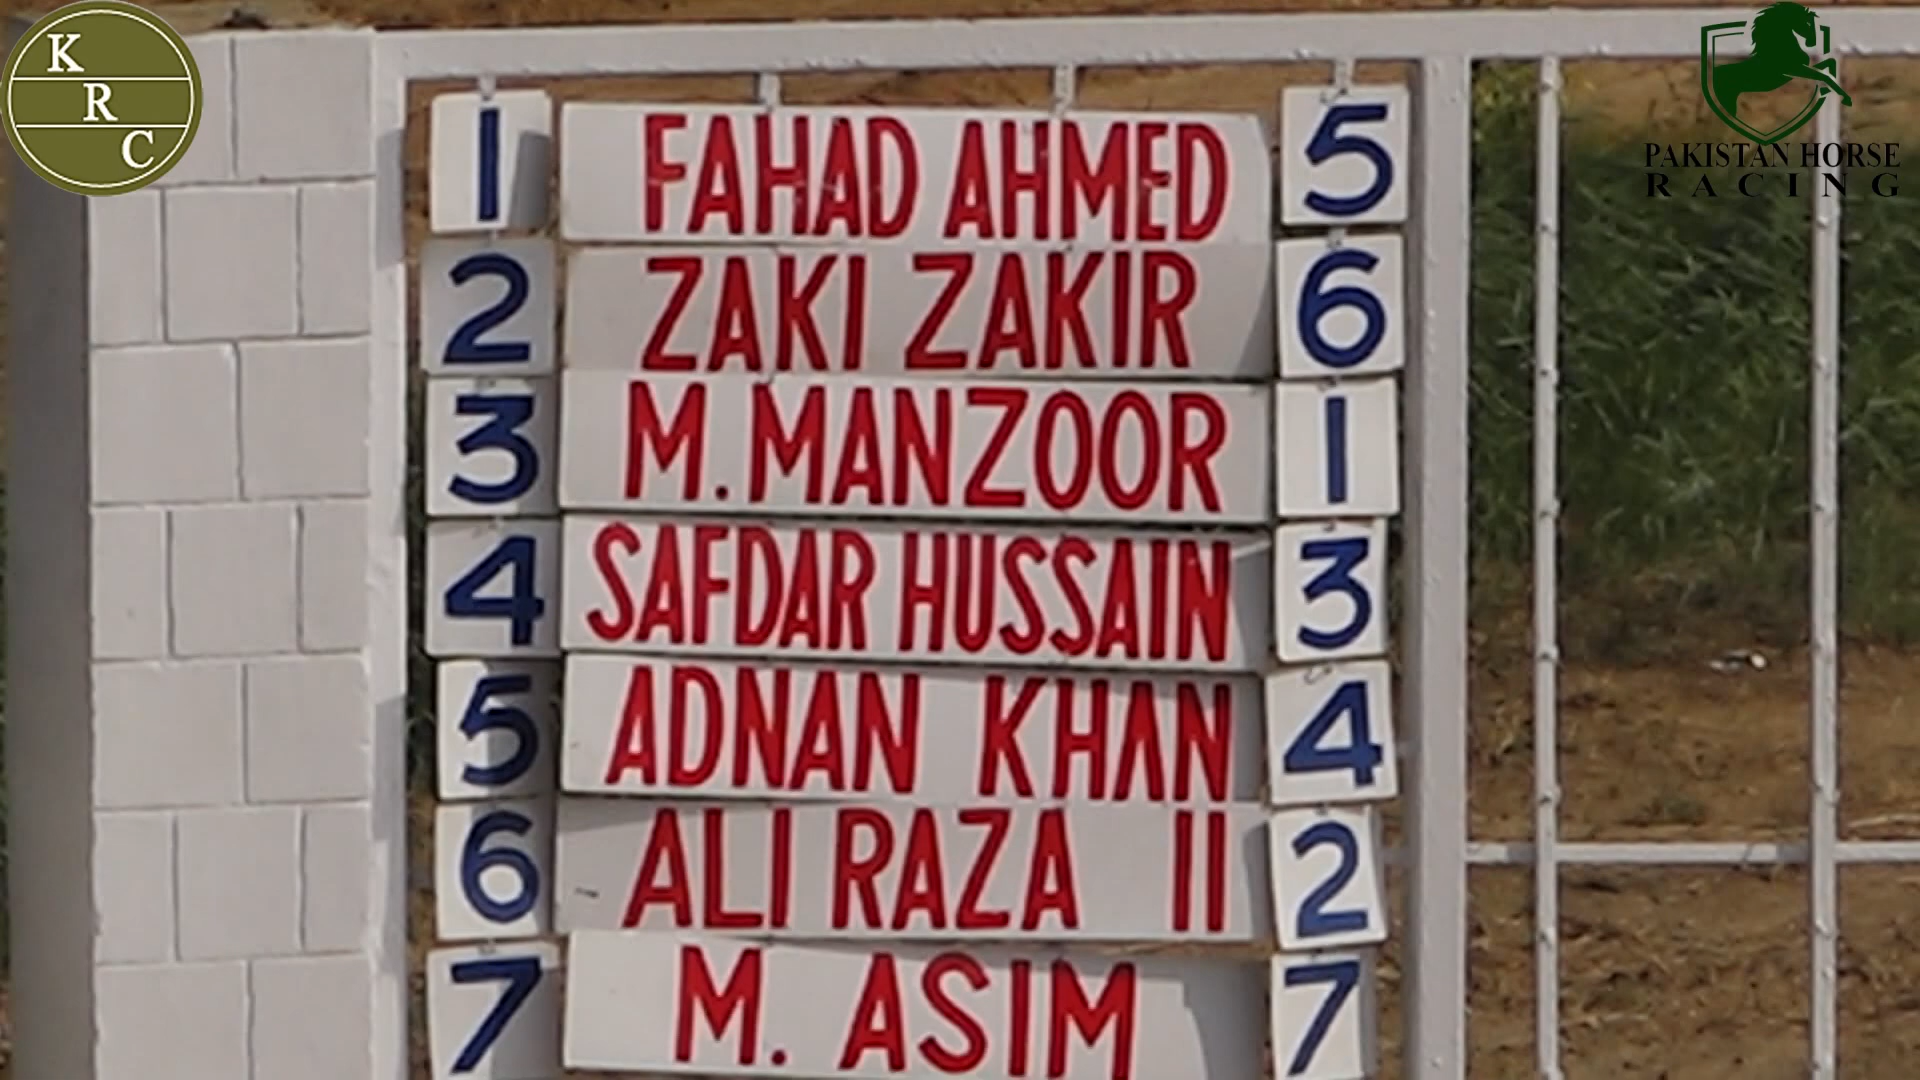 K
R
C
PAKISTAN HORSE
RACING
1 FAHAD AHMED 5
2 ZAKI ZAKIR 6
3 M. MANZOOR 1
4 SAFDAR HUSSAIN 3
5 ADNAN KHAN 4
6 ALI RAZA II 2
7 M. ASIM 7